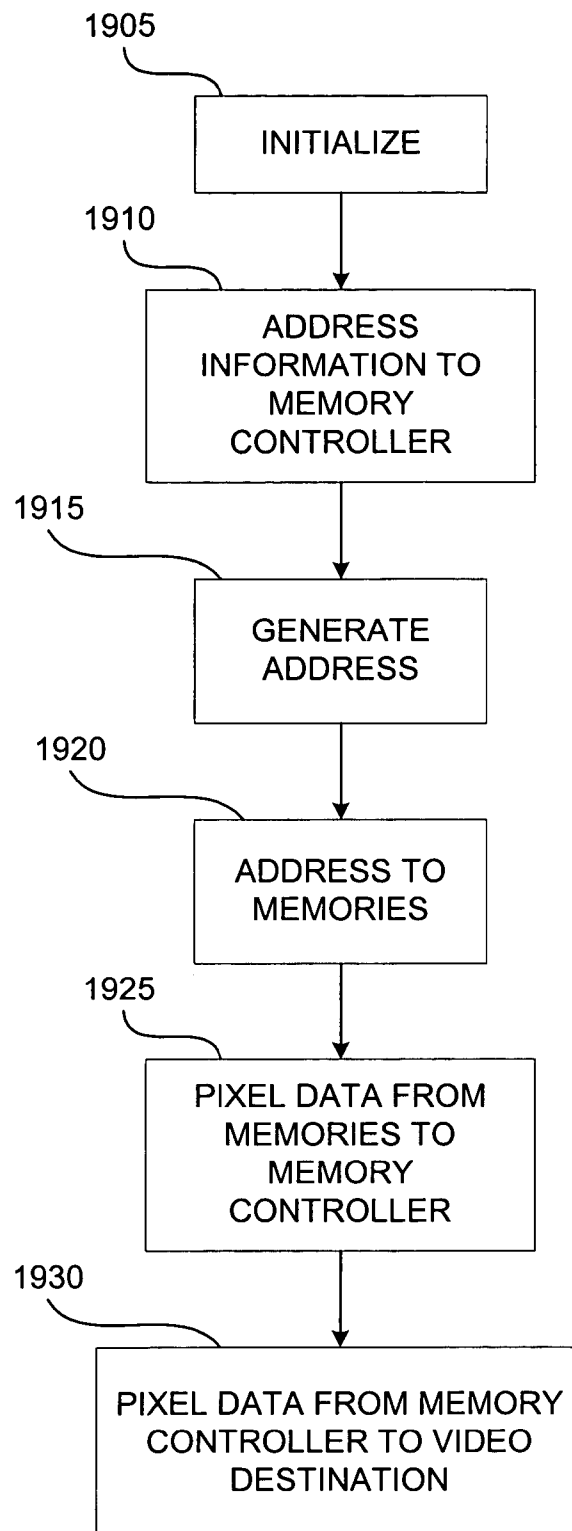 1905
INITIALIZE
1910
ADDRESS
INFORMATION TO
MEMORY
CONTROLLER
1915
GENERATE
ADDRESS
1920
ADDRESS TO
MEMORIES
1925
PIXEL DATA FROM
MEMORIES TO
MEMORY
CONTROLLER
1930
PIXEL DATA FROM MEMORY
CONTROLLER TO VIDEO
DESTINATION